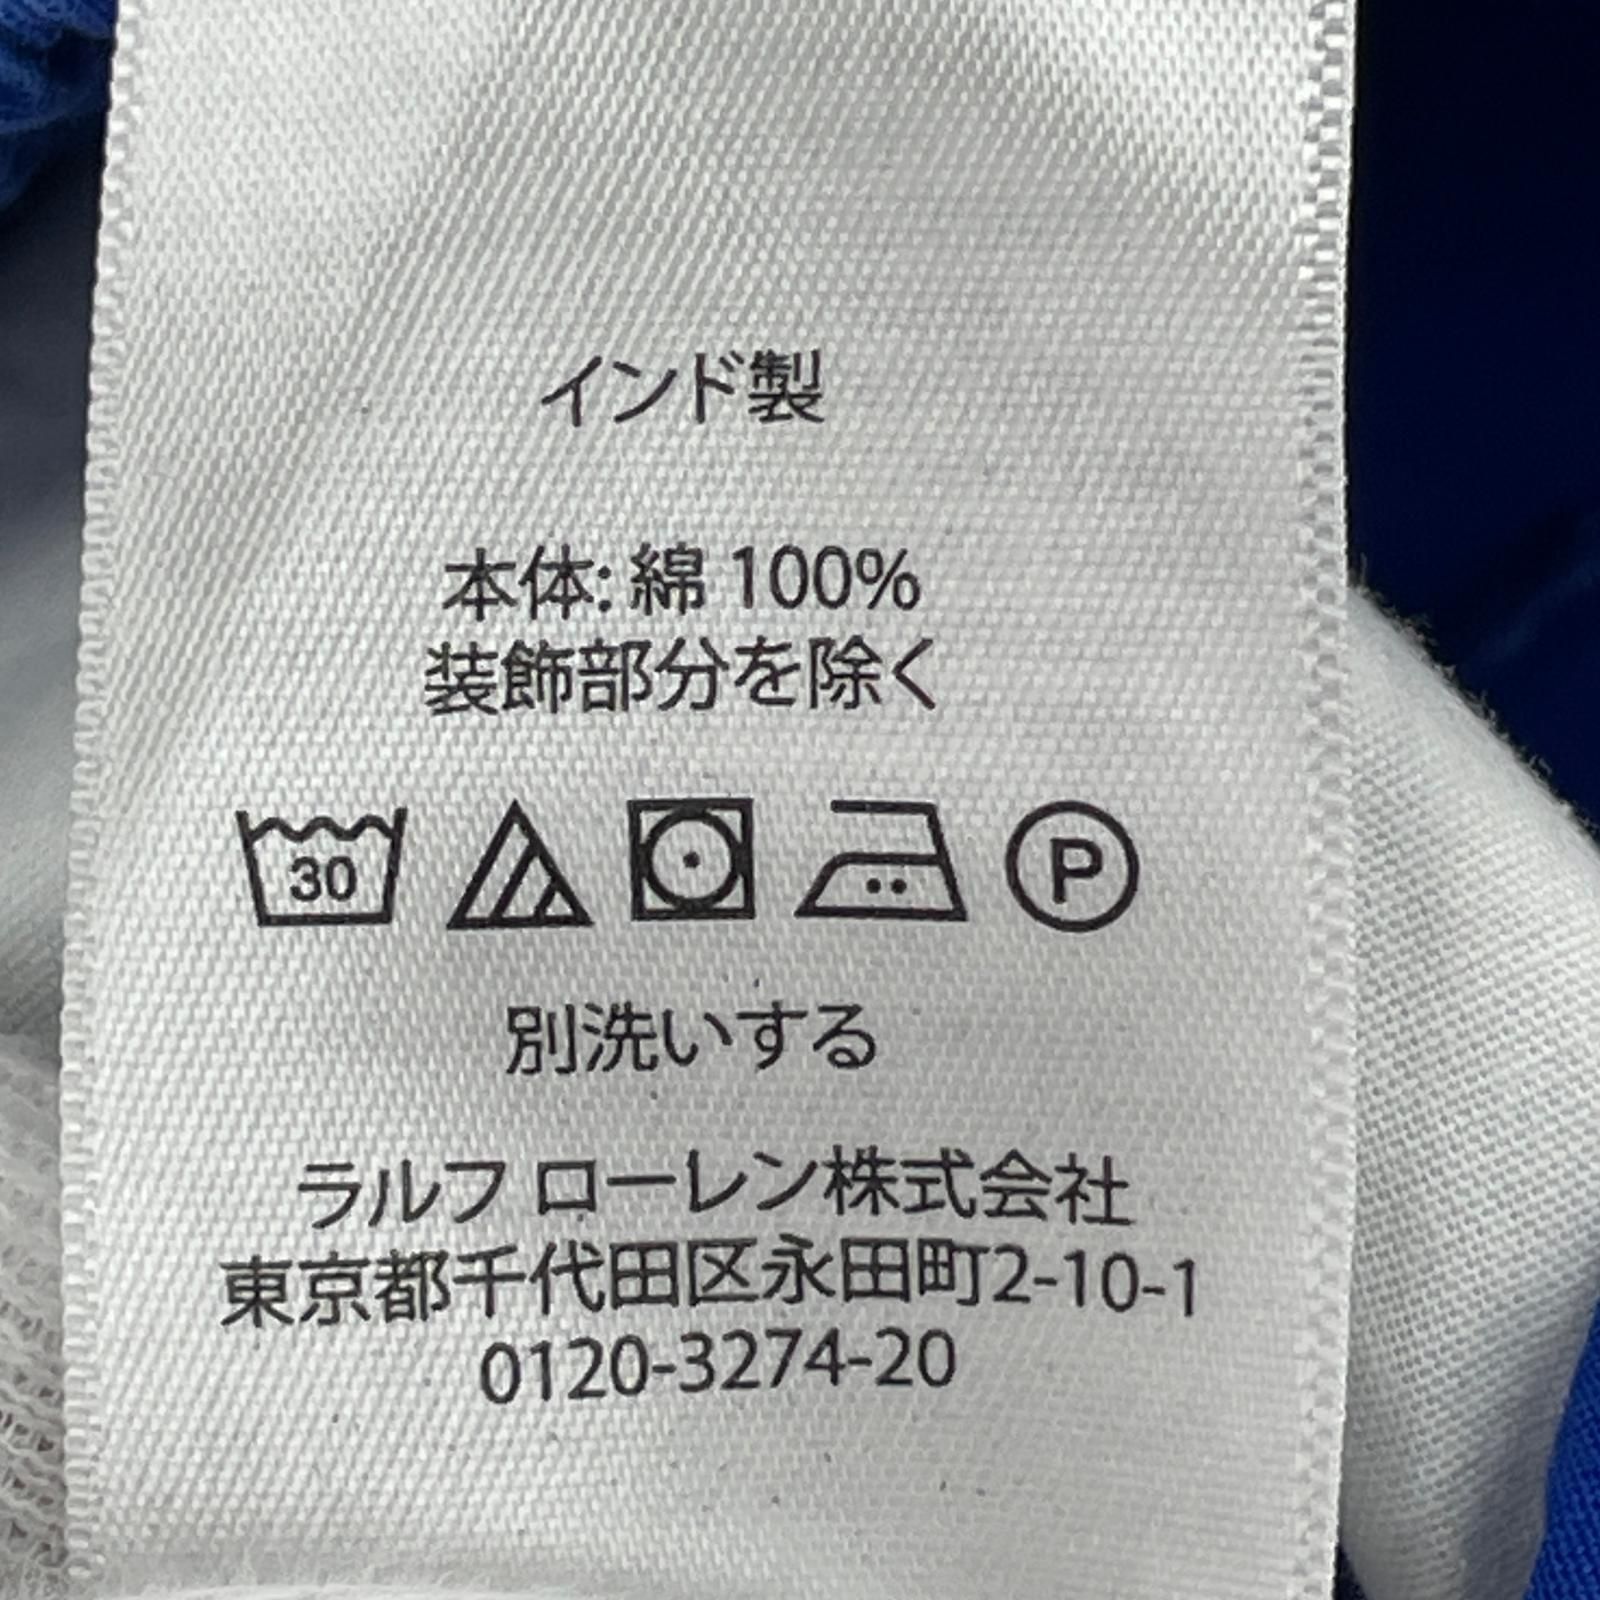 インド製
本体: 綿 100%
装飾部分を除く
30
P
別洗いする
ラルフ ローレン株式会社
東京都千代田区永田町2-10-1
0120-3274-20